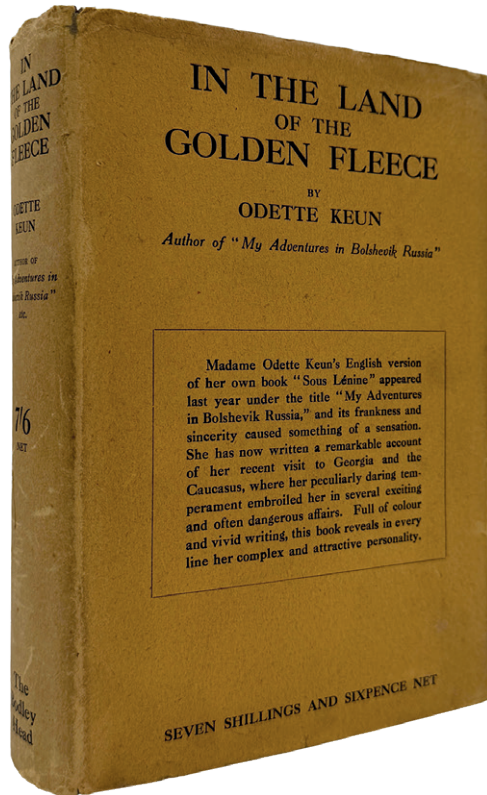 IN
THE LAND
OF THE
GOLDEN
FLEECE
ODETTE
KEUN
AUTHOR OF
Adventures in
Russia"
etc.
7/6
NET
The
Bodley
Head
IN THE LAND
OF THE
GOLDEN FLEECE
BY
ODETTE KEUN
Author of "My Adventures in Bolshevik Russia"
Madame Odette Keun's English version
of her own book "Sous Lénine" appeared
last year under the title "My Adventures
in Bolshevik Russia," and its frankness and
sincerity caused something of a sensation.
She has now written a remarkable account
of her recent visit to Georgia and the
Caucasus, where her peculiarly daring tem-
perament embroiled her in several exciting
and often dangerous affairs. Full of colour
and vivid writing, this book reveals in every
line her complex and attractive personality.
SEVEN SHILLINGS AND SIXPENCE NET